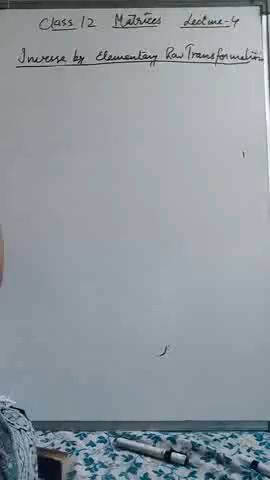 Class 12 Matrices Lecture-4
Inverse by Elementary Row Transformation